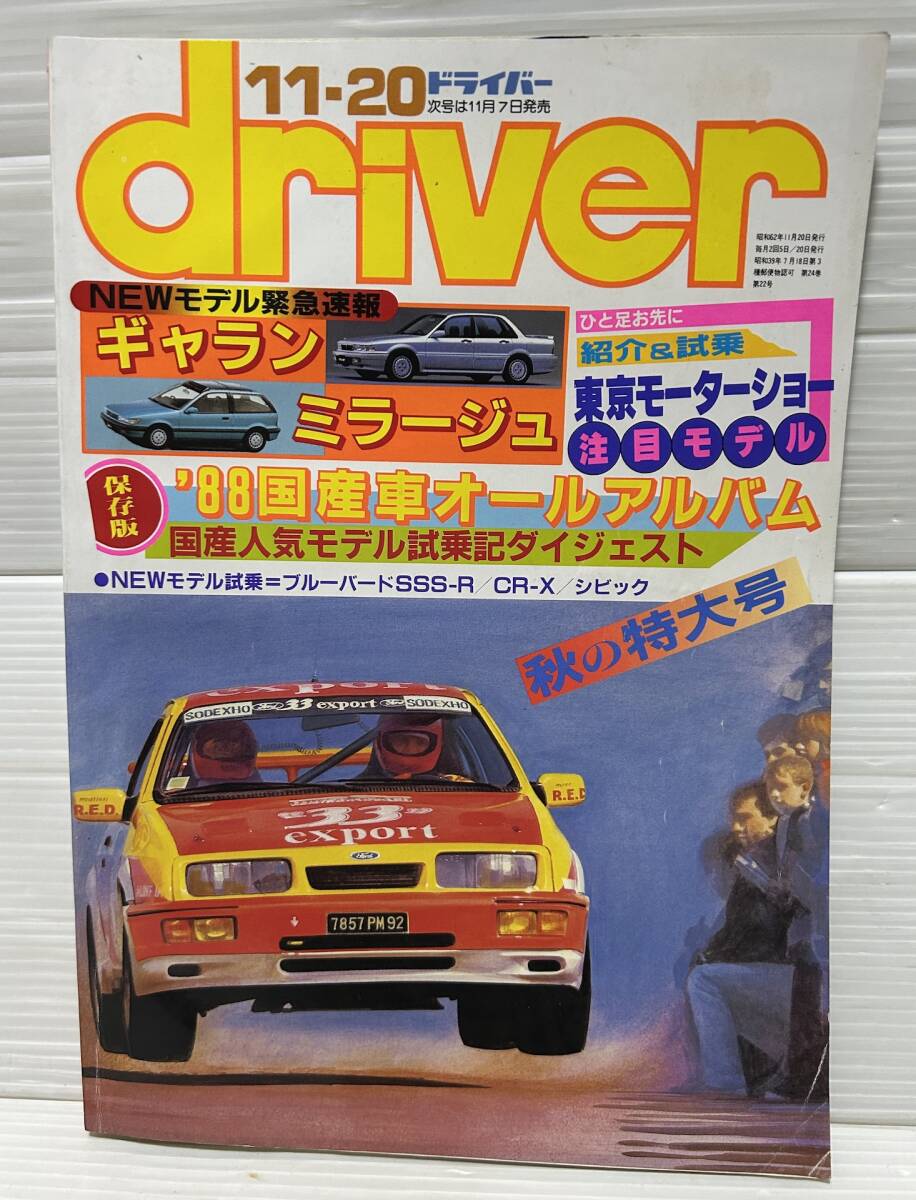 11-20ドライバー
次号は11月7日発売
driver
昭和62年11月20日発行
毎月2回5日/20日発行
昭和39年7月18日第3
種郵便物認可 第24巻
第22号
NEWモデル緊急速報
ギャラン
ミラージュ
ひと足お先に
紹介&試乗
東京モーターショー
注目モデル
保存版
'88国産車オールアルバム
国産人気モデル試乗記ダイジェスト
●NEWモデル試乗=ブルーバードSSS-R/CR-X/シビック
秋の特大号
export
SODEXHO Ford 33 export Ford SODEXHO
R.E.D.
R.E.D.
"33"
export
Ford
7857 PM 92